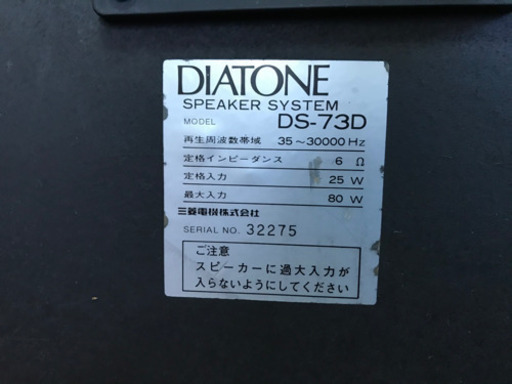 DIATONE
SPEAKER SYSTEM
MODEL DS-73D
再生周波数帯域 35～30000 Hz
定格インピーダンス 6 Ω
定格入力 25 W
最大入力 80 W
三菱電機株式会社
SERIAL NO. 32275
ご注意
スピーカーに過大入力が
入らないようにしてください